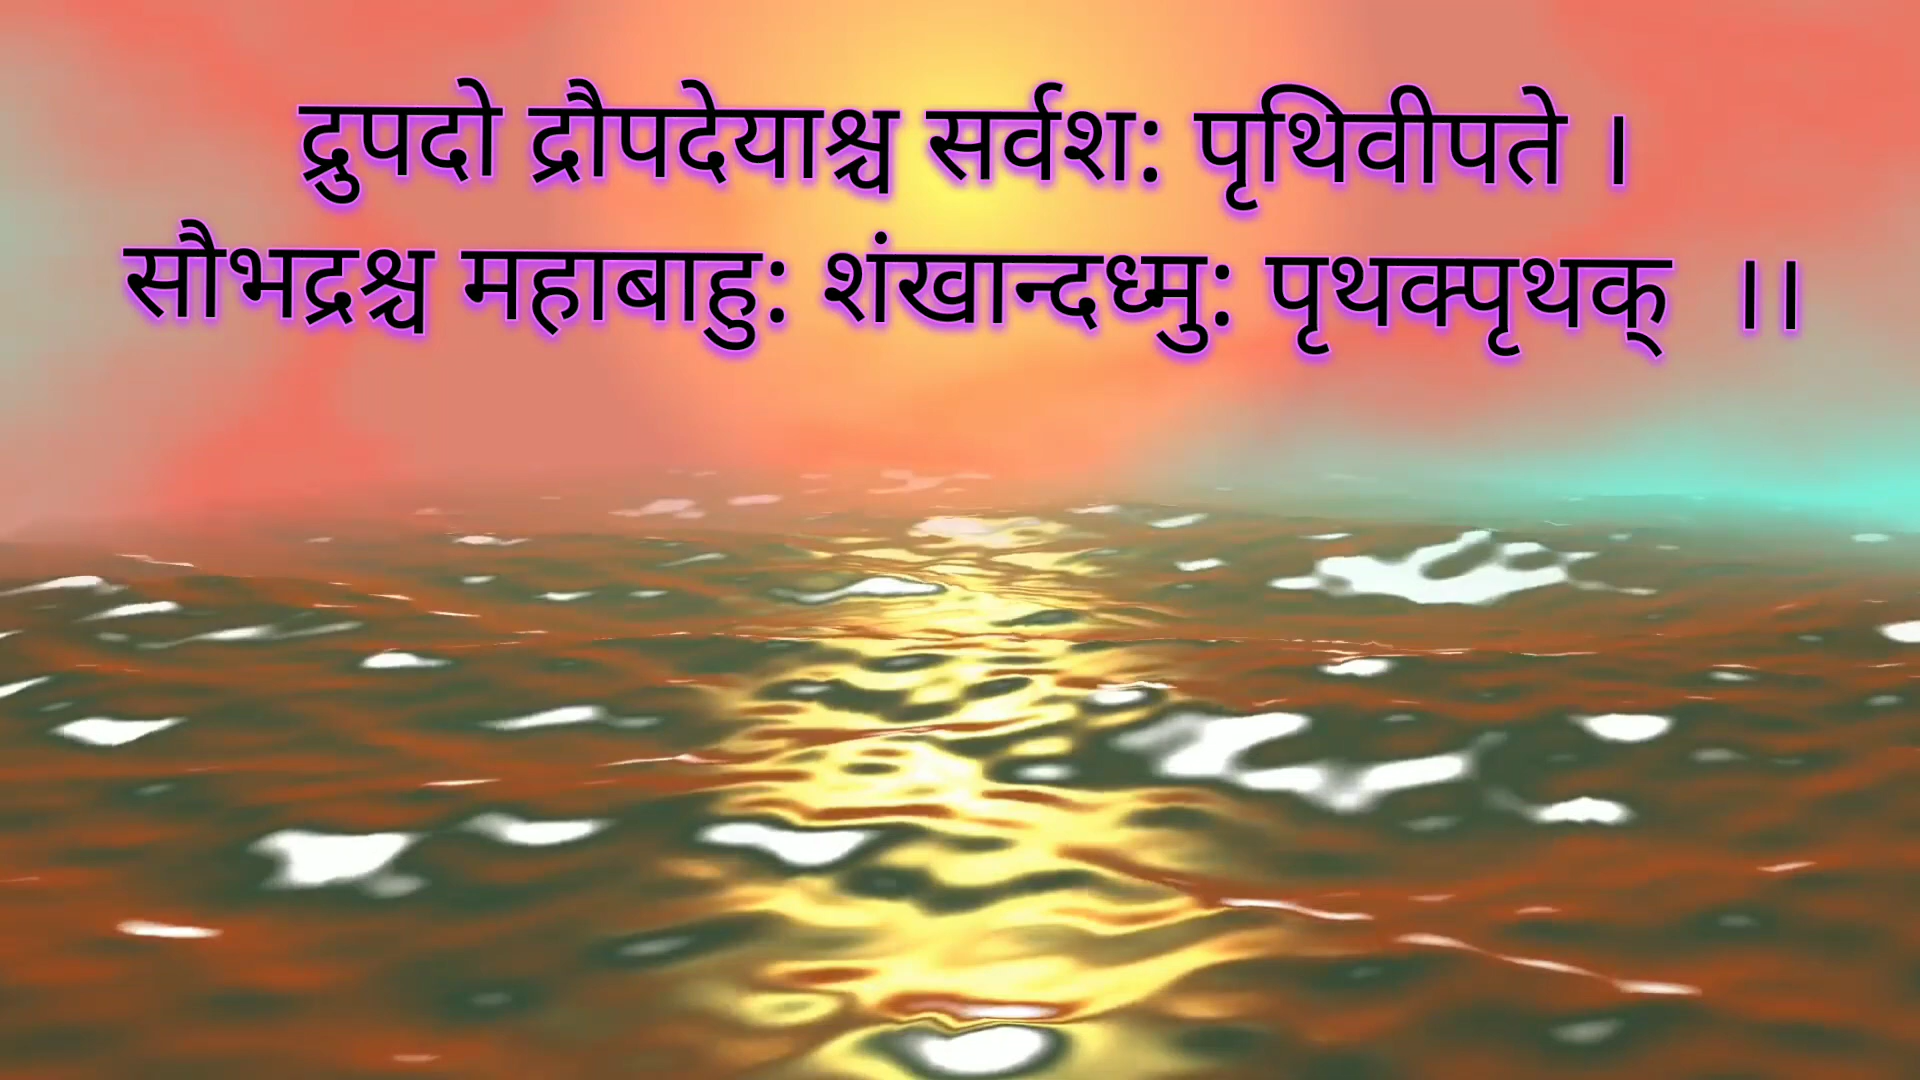 द्रुपदो द्रौपदेयाश्च सर्वश: पृथिवीपते ।
सौभद्रश्च महाबाहु: शंखान्दध्मु: पृथक्पृथक् ।।